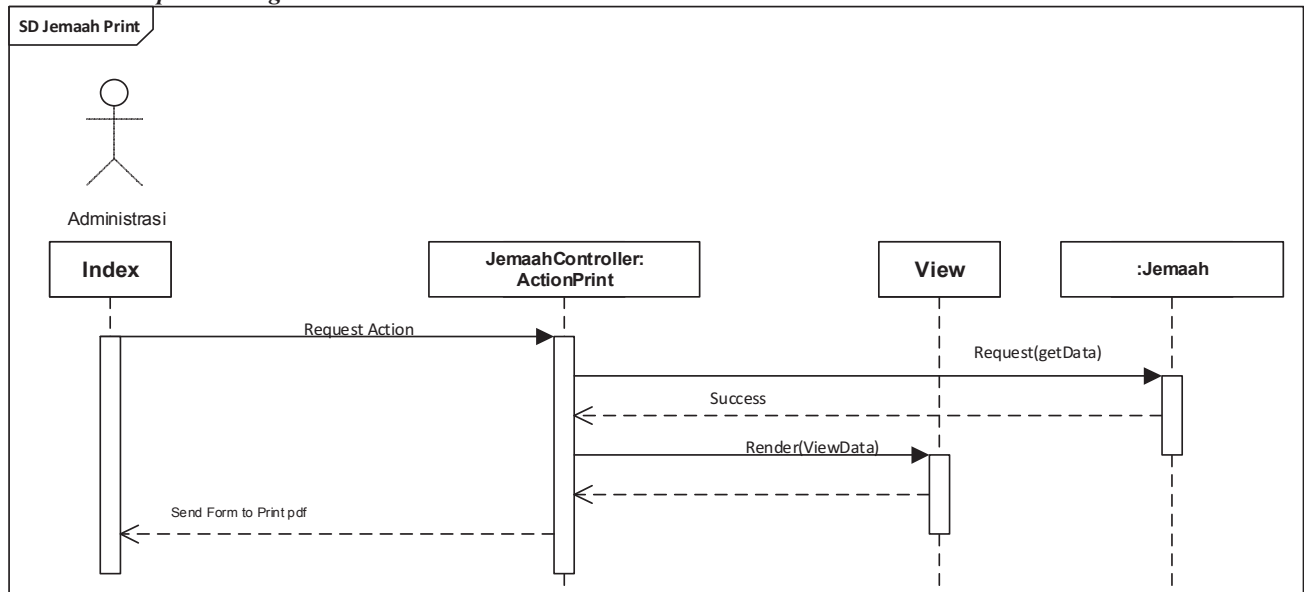 SD Jemaah Print
Administrasi
Index
JemaahController:
ActionPrint
View
:Jemaah
Request Action
Request(getData)
Success
Render(ViewData)
Send Form to Print pdf